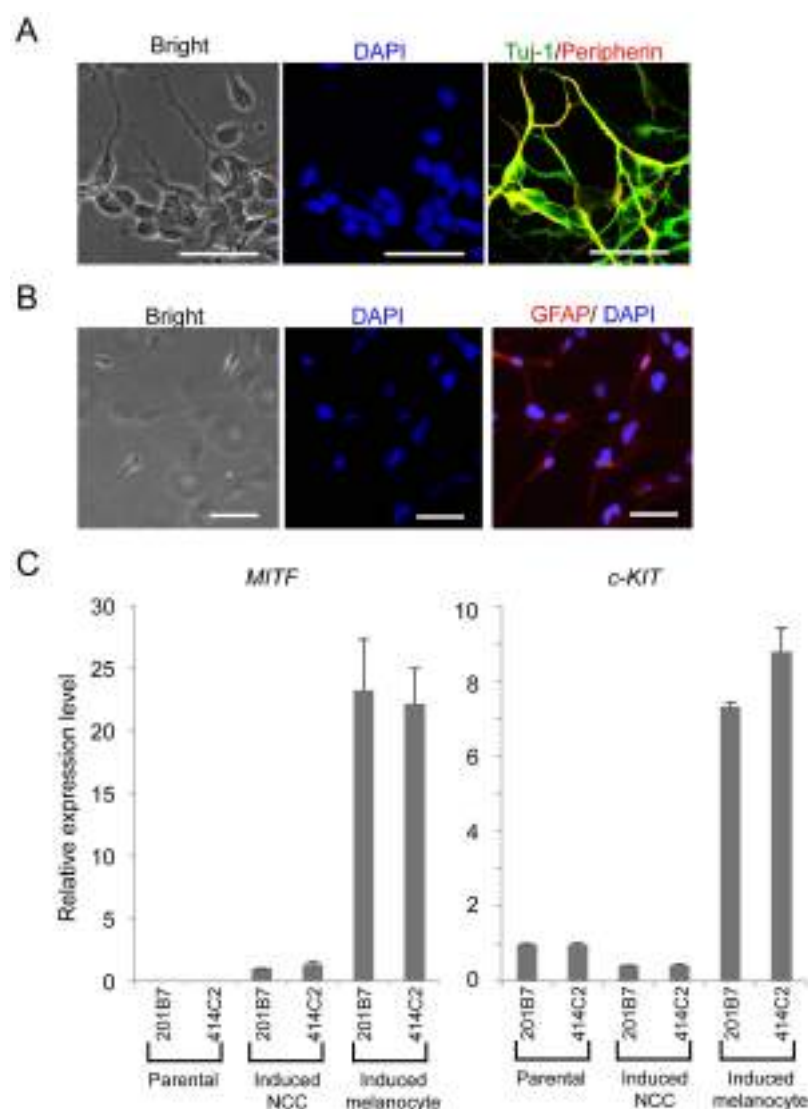 A
Bright
DAPI
Tuj-1/Peripherin
B
Bright
DAPI
GFAP/ DAPI
C
MITF
Relative expression level
30
25
20
15
10
5
0
201B7
414C2
201B7
414C2
201B7
414C2
Parental
Induced
NCC
Induced
melanocyte
c-KIT
10
8
6
4
2
0
201B7
414C2
201B7
414C2
201B7
414C2
Parental
Induced
NCC
Induced
melanocyte